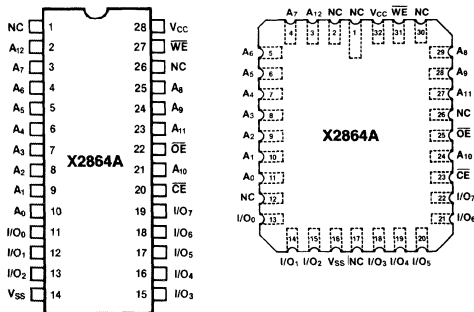 NC 1 28 VCC
A12 2 27 WE
A7 3 26 NC
A6 4 25 A8
A5 5 24 A9
A4 6 23 A11
A3 7 22 OE
A2 8 21 A10
A1 9 20 CE
A0 10 19 I/O7
I/O0 11 18 I/O6
I/O1 12 17 I/O5
I/O2 13 16 I/O4
VSS 14 15 I/O3
X2864A
A7 A12 NC NC VCC WE NC
4 3 2 1 32 31 30
A6 5 29 A8
A5 6 28 A9
A4 7 27 A11
A3 8 26 NC
A2 9 25 OE
A1 10 24 A10
A0 11 23 CE
NC 12 22 I/O7
I/O0 13 21 I/O6
X2864A
14 15 16 17 18 19 20
I/O1 I/O2 VSS NC I/O3 I/O4 I/O5